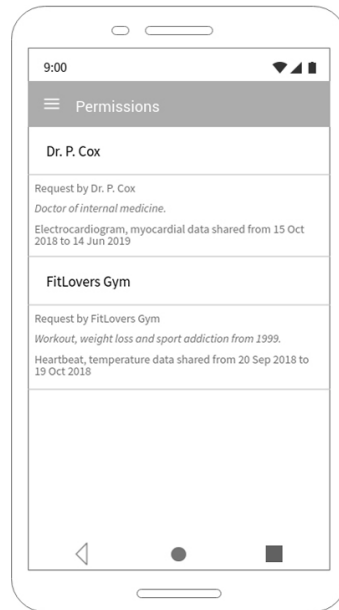 9:00
Permissions
Dr. P. Cox
Request by Dr. P. Cox
Doctor of internal medicine.
Electrocardiogram, myocardial data shared from 15 Oct
2018 to 14 Jun 2019
FitLovers Gym
Request by FitLovers Gym
Workout, weight loss and sport addiction from 1999.
Heartbeat, temperature data shared from 20 Sep 2018 to
19 Oct 2018